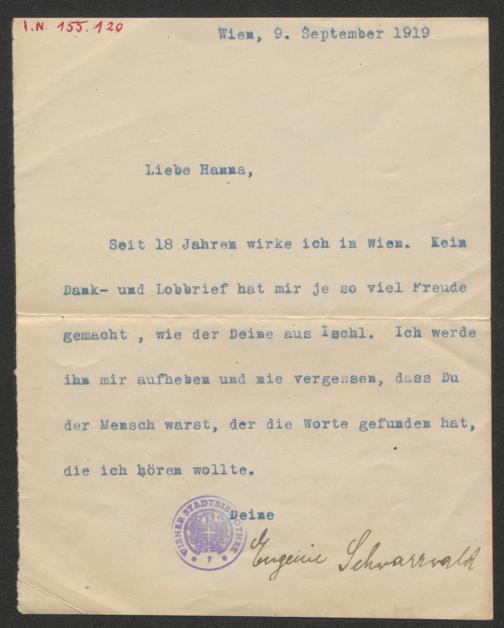 I.N. 155.120
Wien, 9. September 1919
Liebe Hanna,
Seit 18 Jahren wirke ich in Wien. Kein
Dank- und Lobbrief hat mir je so viel Freude
gemacht , wie der Deine aus Ischl. Ich werde
ihn mir aufheben und nie vergessen, dass Du
der Mensch warst, der die Worte gefunden hat,
die ich hören wollte.
Deine
WIENER STADTBIBLIOTHEK
Eugenie Schwarzwald